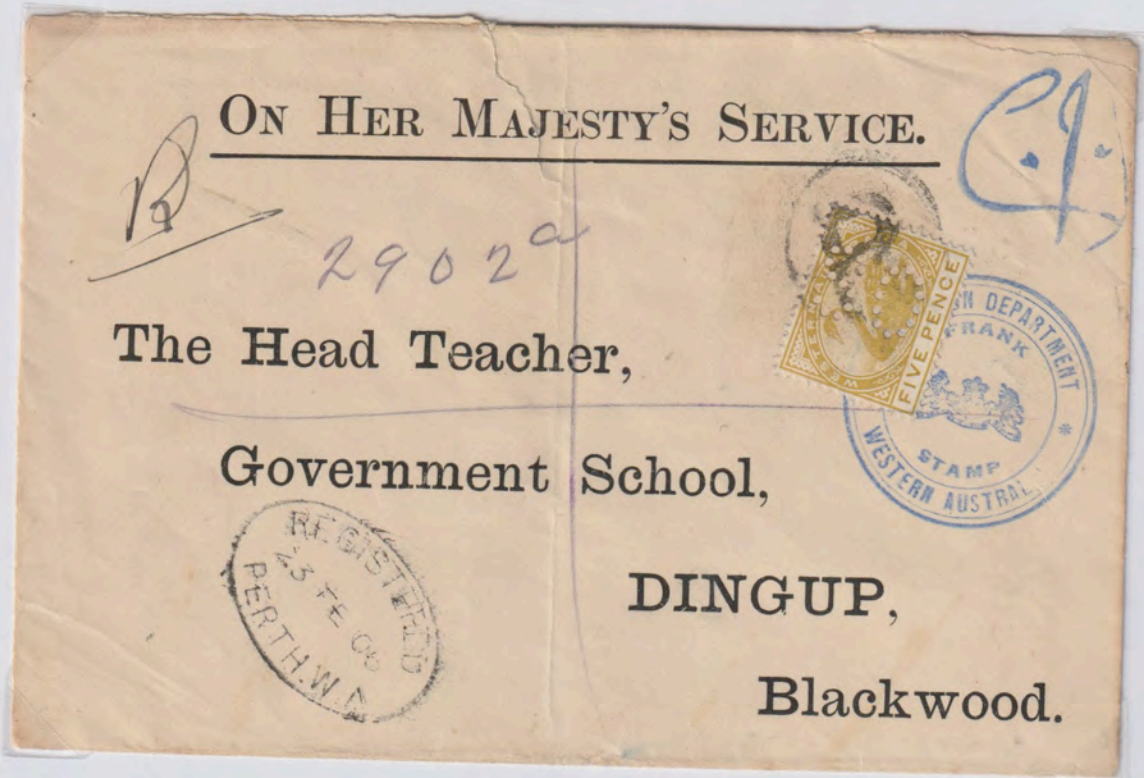 ON HER MAJESTY'S SERVICE.
R
2902a
The Head Teacher,
Government School,
DINGUP,
Blackwood.
FIVE PENCE
WESTERN
DEPARTMENT
FRANK
STAMP
WESTERN AUSTRAL
REGISTERED
23 FE 06
PERTH.W.A